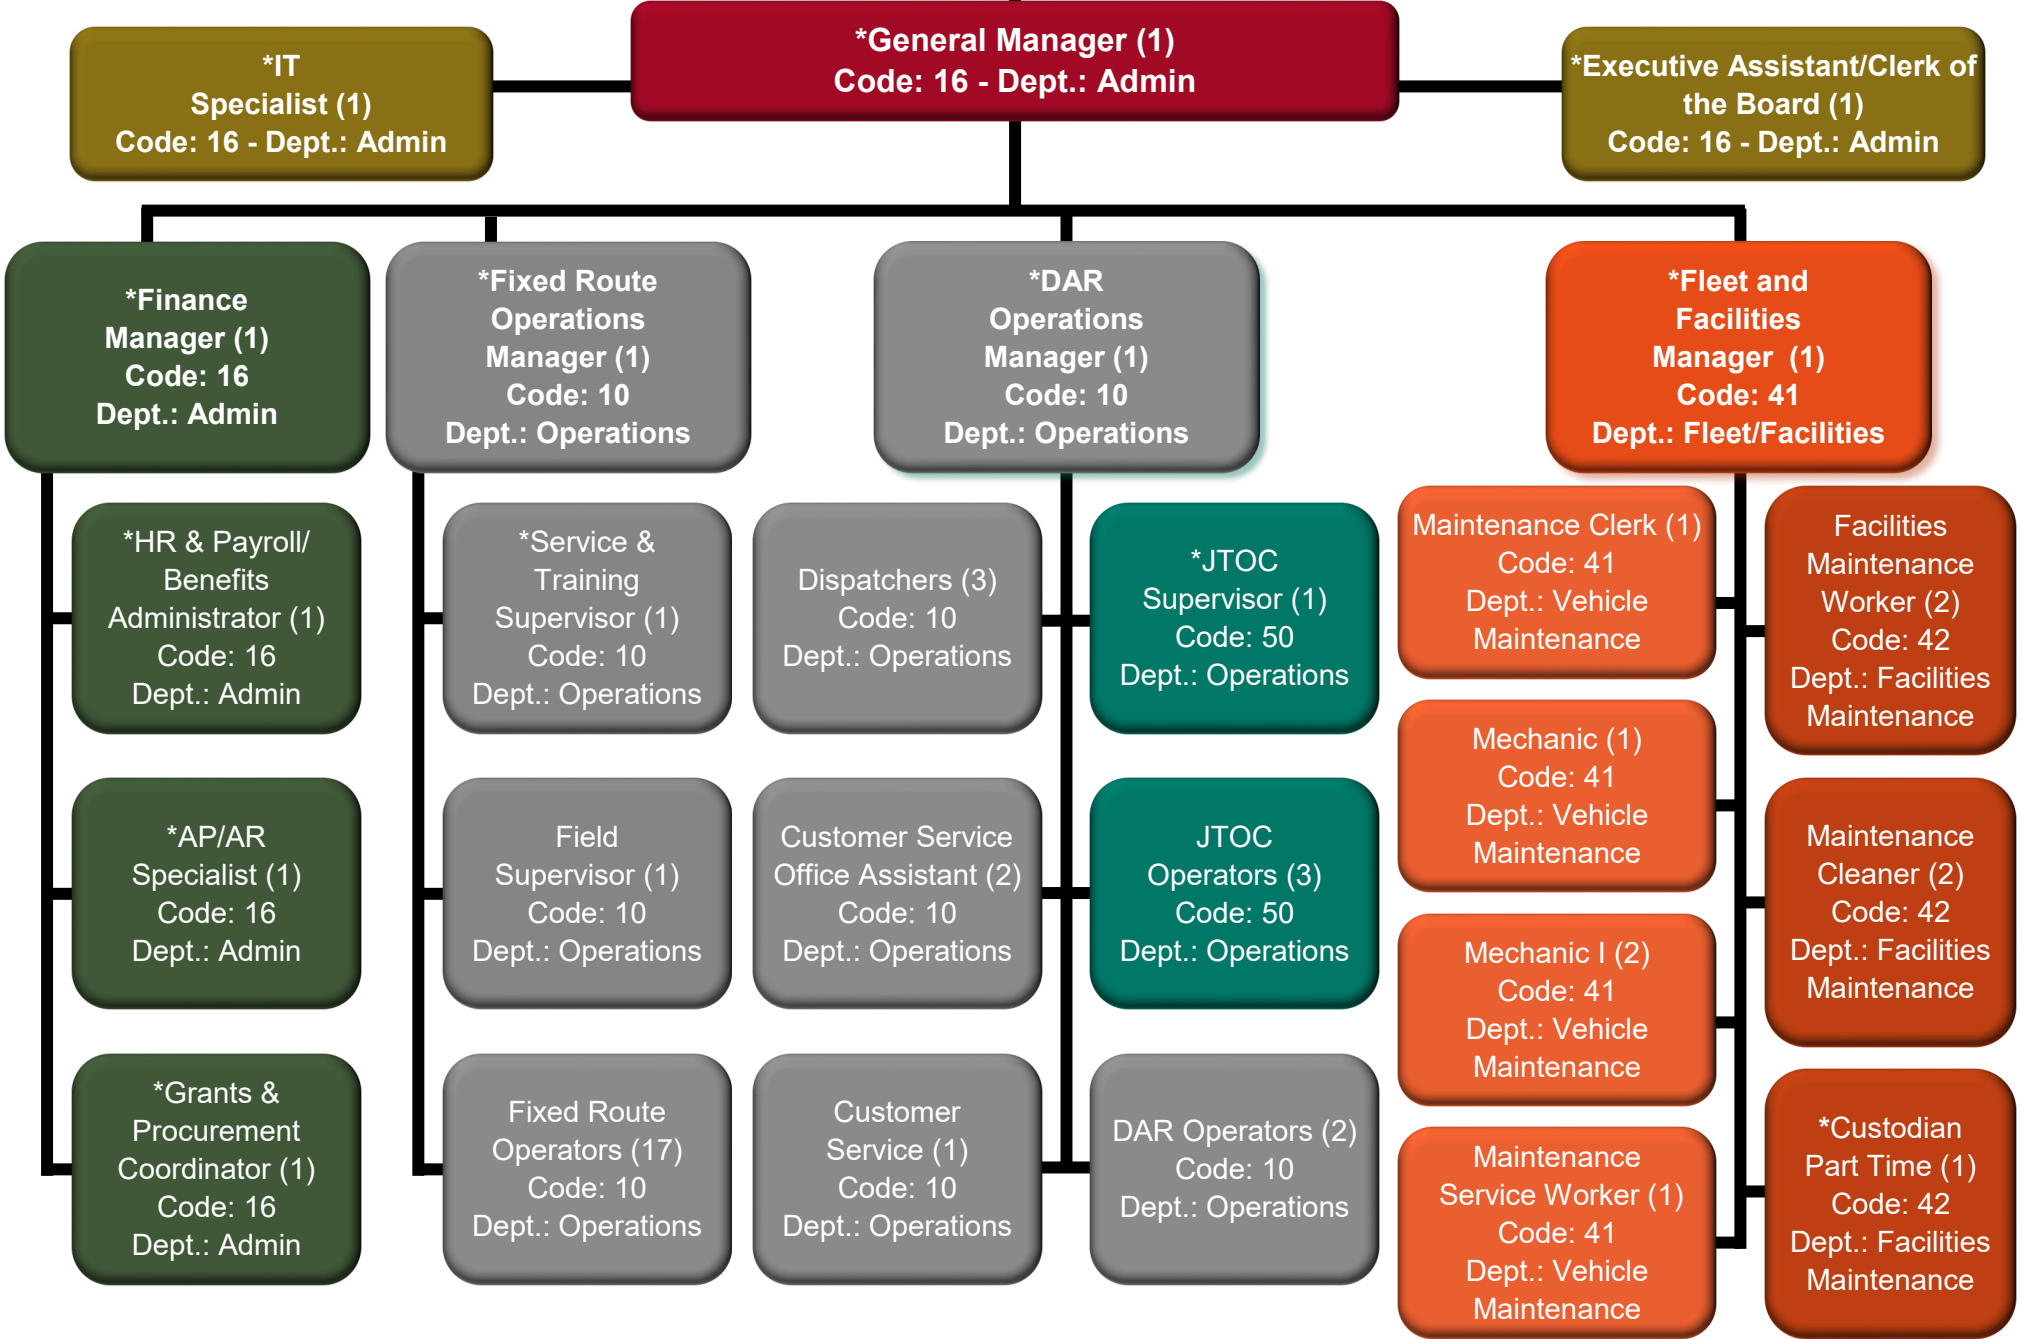 *General Manager (1)
Code: 16 - Dept.: Admin
*IT
Specialist (1)
Code: 16 - Dept.: Admin
*Executive Assistant/Clerk of
the Board (1)
Code: 16 - Dept.: Admin
*Finance
Manager (1)
Code: 16
Dept.: Admin
*Fixed Route
Operations
Manager (1)
Code: 10
Dept.: Operations
*DAR
Operations
Manager (1)
Code: 10
Dept.: Operations
*Fleet and
Facilities
Manager  (1)
Code: 41
Dept.: Fleet/Facilities
*HR & Payroll/
Benefits
Administrator (1)
Code: 16
Dept.: Admin
*AP/AR
Specialist (1)
Code: 16
Dept.: Admin
*Grants &
Procurement
Coordinator (1)
Code: 16
Dept.: Admin
*Service &
Training
Supervisor (1)
Code: 10
Dept.: Operations
Field
Supervisor (1)
Code: 10
Dept.: Operations
Fixed Route
Operators (17)
Code: 10
Dept.: Operations
Dispatchers (3)
Code: 10
Dept.: Operations
Customer Service
Office Assistant (2)
Code: 10
Dept.: Operations
Customer
Service (1)
Code: 10
Dept.: Operations
*JTOC
Supervisor (1)
Code: 50
Dept.: Operations
JTOC
Operators (3)
Code: 50
Dept.: Operations
DAR Operators (2)
Code: 10
Dept.: Operations
Maintenance Clerk (1)
Code: 41
Dept.: Vehicle
Maintenance
Mechanic (1)
Code: 41
Dept.: Vehicle
Maintenance
Mechanic I (2)
Code: 41
Dept.: Vehicle
Maintenance
Maintenance
Service Worker (1)
Code: 41
Dept.: Vehicle
Maintenance
Facilities
Maintenance
Worker (2)
Code: 42
Dept.: Facilities
Maintenance
Maintenance
Cleaner (2)
Code: 42
Dept.: Facilities
Maintenance
*Custodian
Part Time (1)
Code: 42
Dept.: Facilities
Maintenance